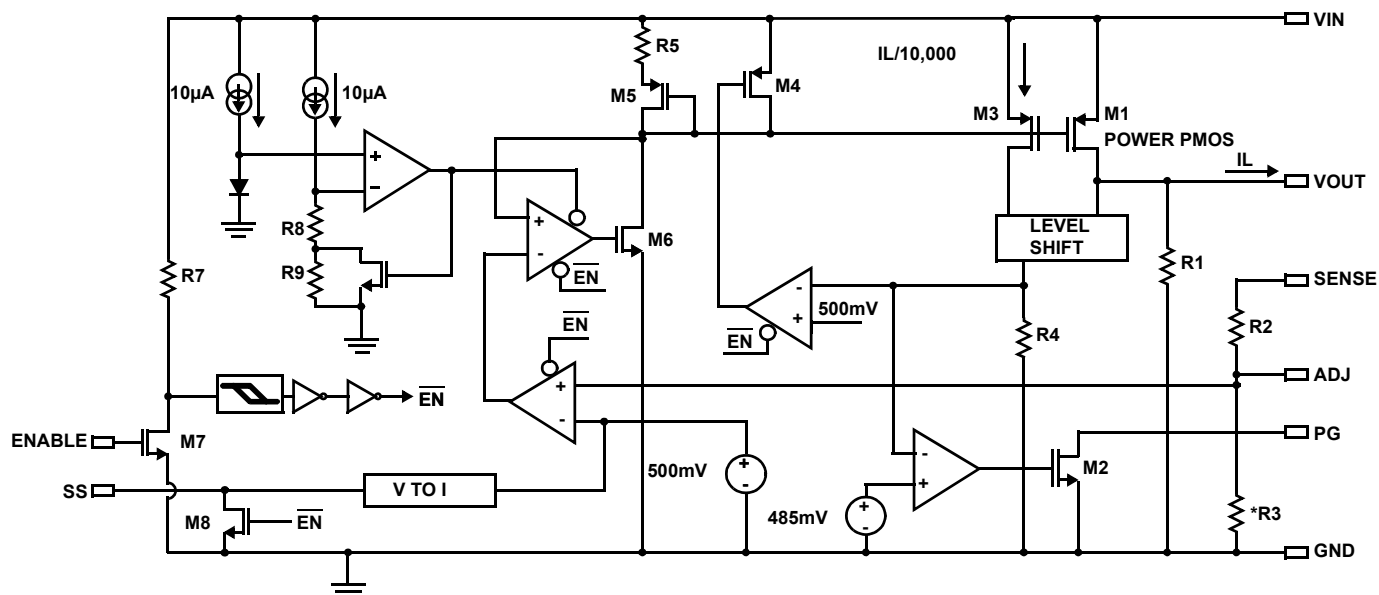 VIN
R5
IL/10,000
10µA
10µA
M5
M4
M3
M1
POWER PMOS
IL
VOUT
+
−
R8
+
-
M6
LEVEL
SHIFT
R7
R9
EN
R1
SENSE
-
+
500mV
EN
R4
R2
EN
+
-
ADJ
EN
ENABLE
M7
PG
500mV
+
-
-
+
M2
SS
V TO I
M8
EN
485mV
+
-
*R3
GND